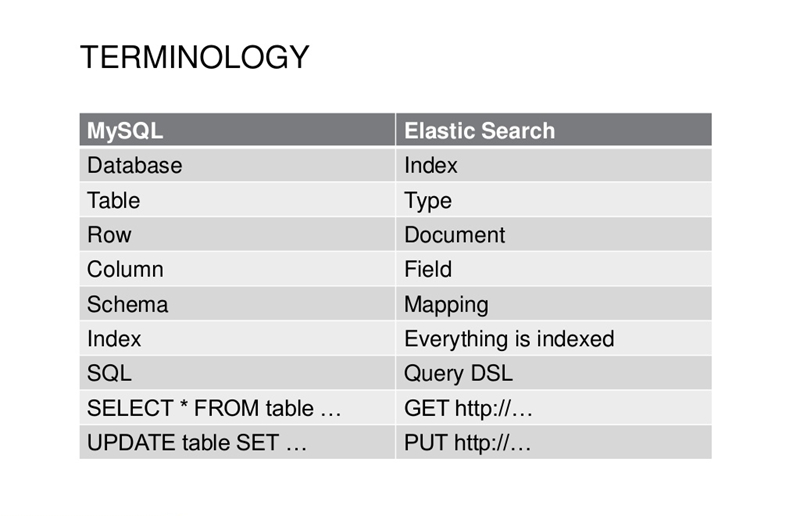 TERMINOLOGY
MySQL Elastic Search
Database Index
Table Type
Row Document
Column Field
Schema Mapping
Index Everything is indexed
SQL Query DSL
SELECT * FROM table … GET http://…
UPDATE table SET … PUT http://…